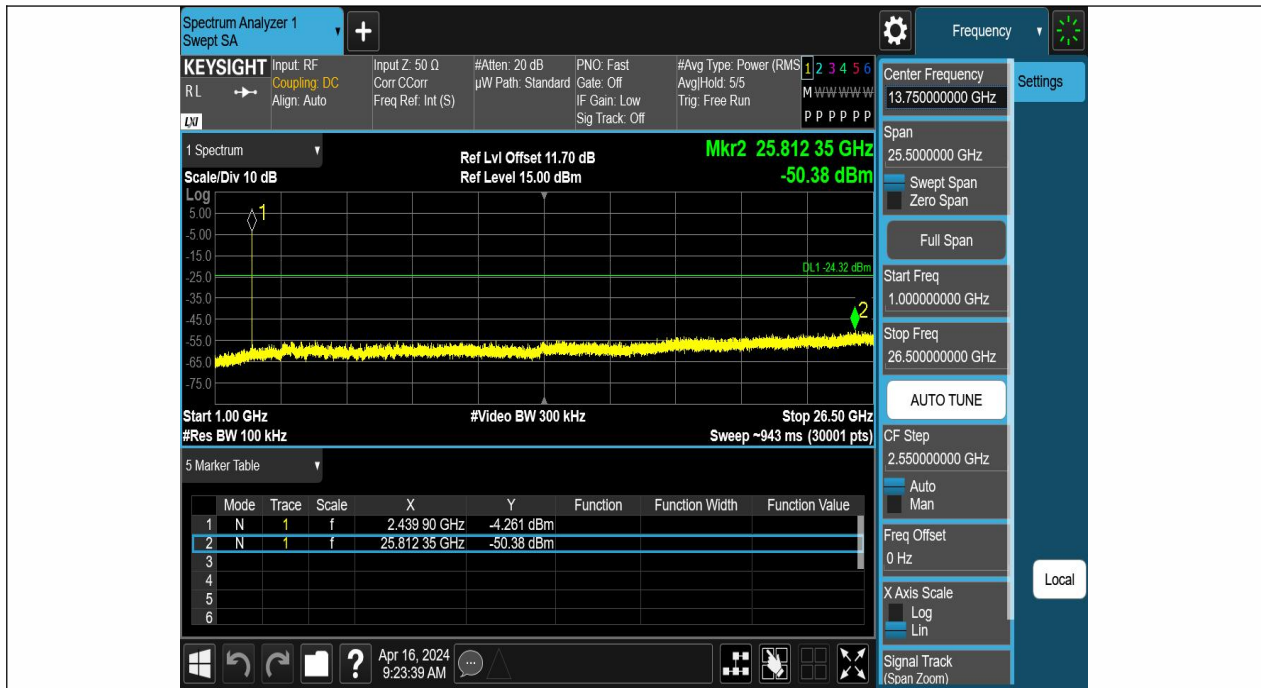 Spectrum Analyzer 1
Swept SA
Frequency
KEYSIGHT
RL
LXI
Input: RF
Coupling: DC
Align: Auto
Input Z: 50 Ω
Corr CCorr
Freq Ref: Int (S)
#Atten: 20 dB
µW Path: Standard
PNO: Fast
Gate: Off
IF Gain: Low
Sig Track: Off
#Avg Type: Power (RMS
Avg|Hold: 5/5
Trig: Free Run
1 2 3 4 5 6
M W W W W W
P P P P P P
1 Spectrum
Scale/Div 10 dB
Ref Lvl Offset 11.70 dB
Ref Level 15.00 dBm
Mkr2 25.812 35 GHz
-50.38 dBm
Log
5.00
-5.00
-15.0
-25.0
-35.0
-45.0
-55.0
-65.0
-75.0
1
DL1 -24.32 dBm
2
Start 1.00 GHz
#Video BW 300 kHz
Stop 26.50 GHz
#Res BW 100 kHz
Sweep ~943 ms (30001 pts)
5 Marker Table
Mode Trace Scale X Y Function Function Width Function Value
1 N 1 f 2.439 90 GHz -4.261 dBm
2 N 1 f 25.812 35 GHz -50.38 dBm
3
4
5
6
Apr 16, 2024
9:23:39 AM
Center Frequency
13.750000000 GHz
Settings
Span
25.5000000 GHz
Swept Span
Zero Span
Full Span
Start Freq
1.000000000 GHz
Stop Freq
26.500000000 GHz
AUTO TUNE
CF Step
2.550000000 GHz
Auto
Man
Freq Offset
0 Hz
Local
X Axis Scale
Log
Lin
Signal Track
(Span Zoom)